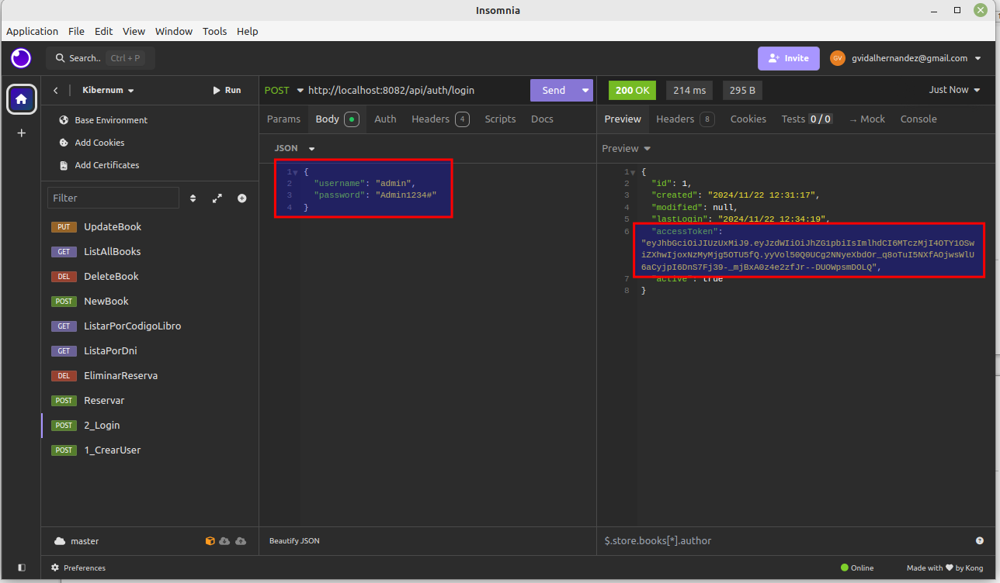 Insomnia
Application File Edit View Window Tools Help
Search.. Ctrl + P
Invite
GV gvidalhernandez@gmail.com
Kibernum
Run
Base Environment
Add Cookies
Add Certificates
Filter
PUT UpdateBook
GET ListAllBooks
DEL DeleteBook
POST NewBook
GET ListarPorCodigoLibro
GET ListaPorDni
DEL EliminarReserva
POST Reservar
POST 2_Login
POST 1_CrearUser
master
Preferences
POST http://localhost:8082/api/auth/login
Send
Params Body Auth Headers 4 Scripts Docs
JSON
1 {
2 "username": "admin",
3 "password": "Admin1234#"
4 }
Beautify JSON
200 OK 214 ms 295 B Just Now
Preview Headers 8 Cookies Tests 0 / 0 → Mock Console
Preview
1 {
2 "id": 1,
3 "created": "2024/11/22 12:31:17",
4 "modified": null,
5 "lastLogin": "2024/11/22 12:34:19",
6 "accessToken":
"eyJhbGciOiJIUzUxMiJ9.eyJzdWIiOiJhZG1pbiIsImlhdCI6MTczMjI4OTY1OSw
iZXhwIjoxNzMyMjg5OTU5fQ.yyVol50Q0UCg2NNyeXbdOr_q8oTuI5NXfAOjwsWlU
6aCyjpI6DnS7Fj39-_mjBxA0z4e2zfJr--DUOWpsmDOLQ",
7 "active": true
8 }
$.store.books[*].author
Online
Made with by Kong